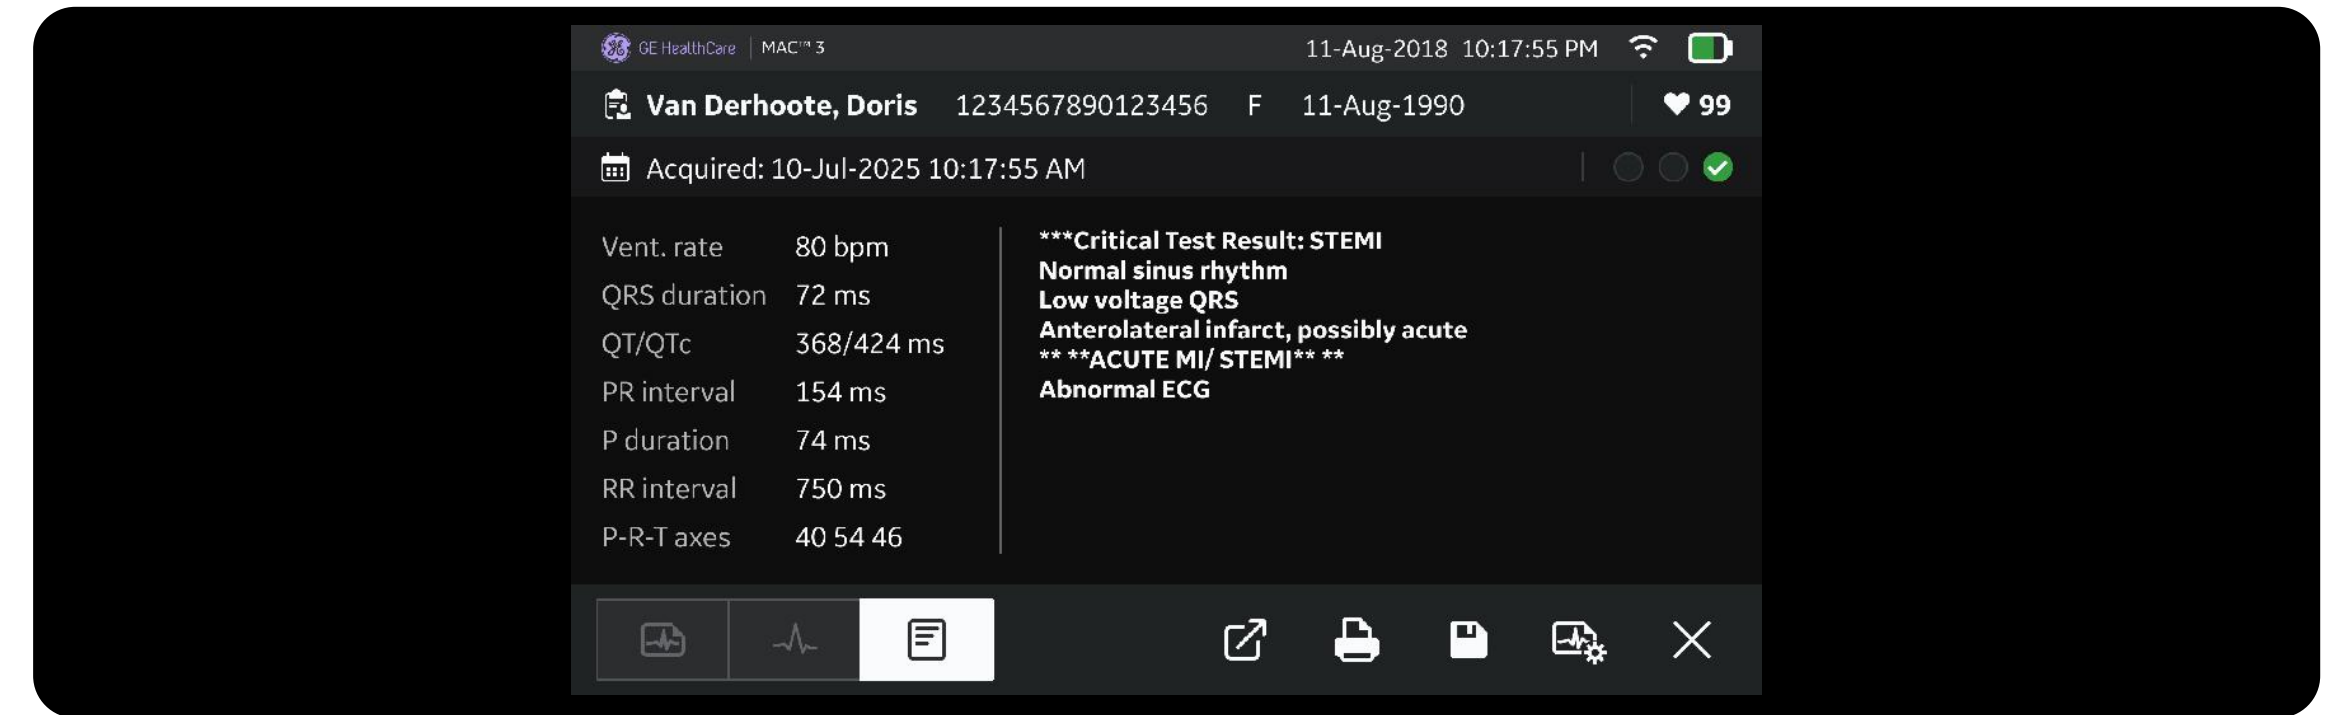 GE HealthCare | MAC™ 3 11-Aug-2018 10:17:55 PM
Van Derhoote, Doris 1234567890123456 F 11-Aug-1990 99
Acquired: 10-Jul-2025 10:17:55 AM
Vent. rate 80 bpm
QRS duration 72 ms
QT/QTc 368/424 ms
PR interval 154 ms
P duration 74 ms
RR interval 750 ms
P-R-T axes 40 54 46
***Critical Test Result: STEMI
Normal sinus rhythm
Low voltage QRS
Anterolateral infarct, possibly acute
** **ACUTE MI/ STEMI** **
Abnormal ECG